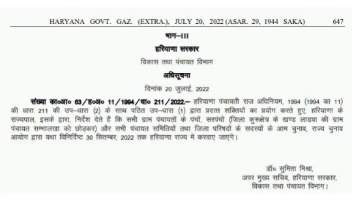 HARYANA GOVT. GAZ. (EXTRA.), JULY 20, 2022 (ASAR. 29, 1944 SAKA) 647
भाग-III
हरियाणा सरकार
विकास तथा पंचायत विभाग
अधिसूचना
दिनांक 20 जुलाई, 2022
संख्या का०आ० 63/ह०अ० 11/1994/धा० 211/2022.– हरियाणा पंचायती राज अधिनियम, 1994 (1994 का 11)
की धारा 211 की उप-धारा (2) के साथ पठित उप-धारा (1) द्वारा प्रदत्त शक्तियों का प्रयोग करते हुए, हरियाणा के
राज्यपाल, इसके द्वारा, निर्देश देते हैं कि सभी ग्राम पंचायतों के पंचों, सरपंचों (जिला कुरूक्षेत्र के खण्ड लाडवा की ग्राम
पंचायत सम्भालखा को छोड़कर) और सभी पंचायत समितियों तथा जिला परिषदों के सदस्यों के आम चुनाव, राज्य चुनाव
आयोग द्वारा यथा विनिर्दिष्ट 30 सितम्बर, 2022 तक हरियाणा राज्य में करवाए जाएंगे।
डॉ० सुमिता मिश्रा,
अपर मुख्य सचिव, हरियाणा सरकार,
विकास तथा पंचायत विभाग।